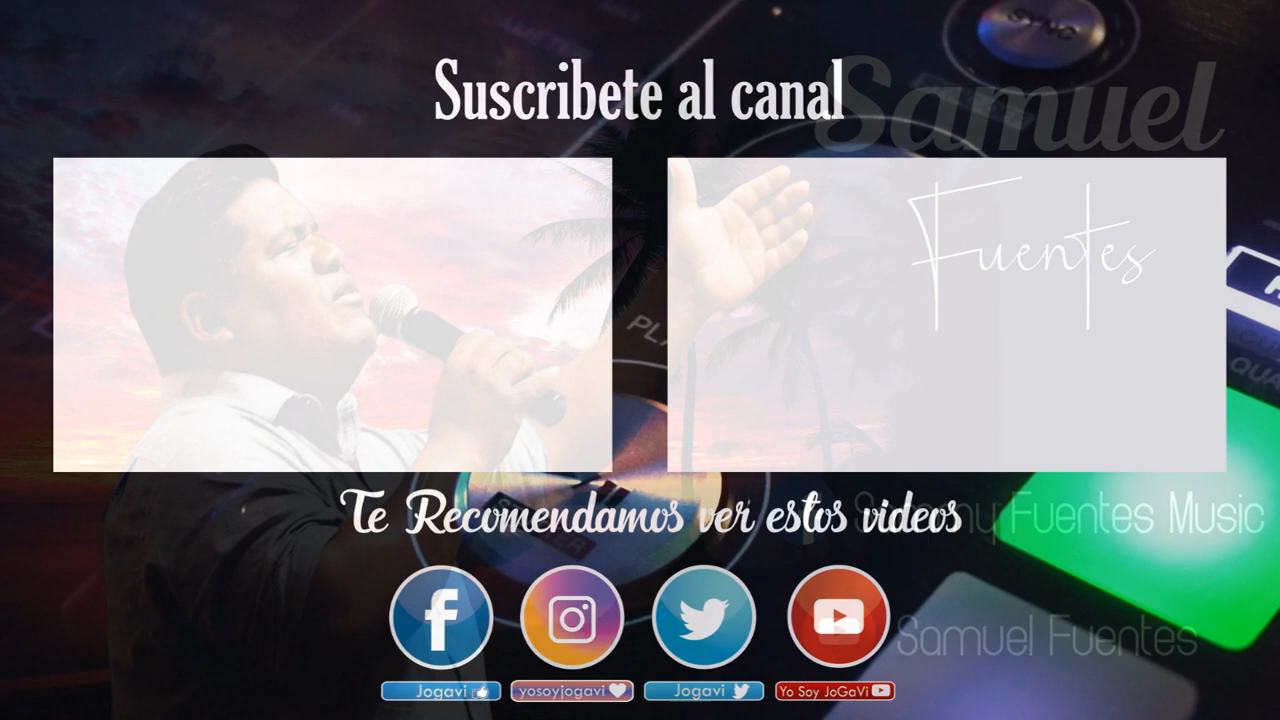 SYNC
Suscribete al canal
Samuel
Fuentes
Te Recomendamos ver estos videos
Fuentes Music
Samuel Fuentes
Jogavi
yosoyjogavi
Jogavi
Yo Soy JoGaVi